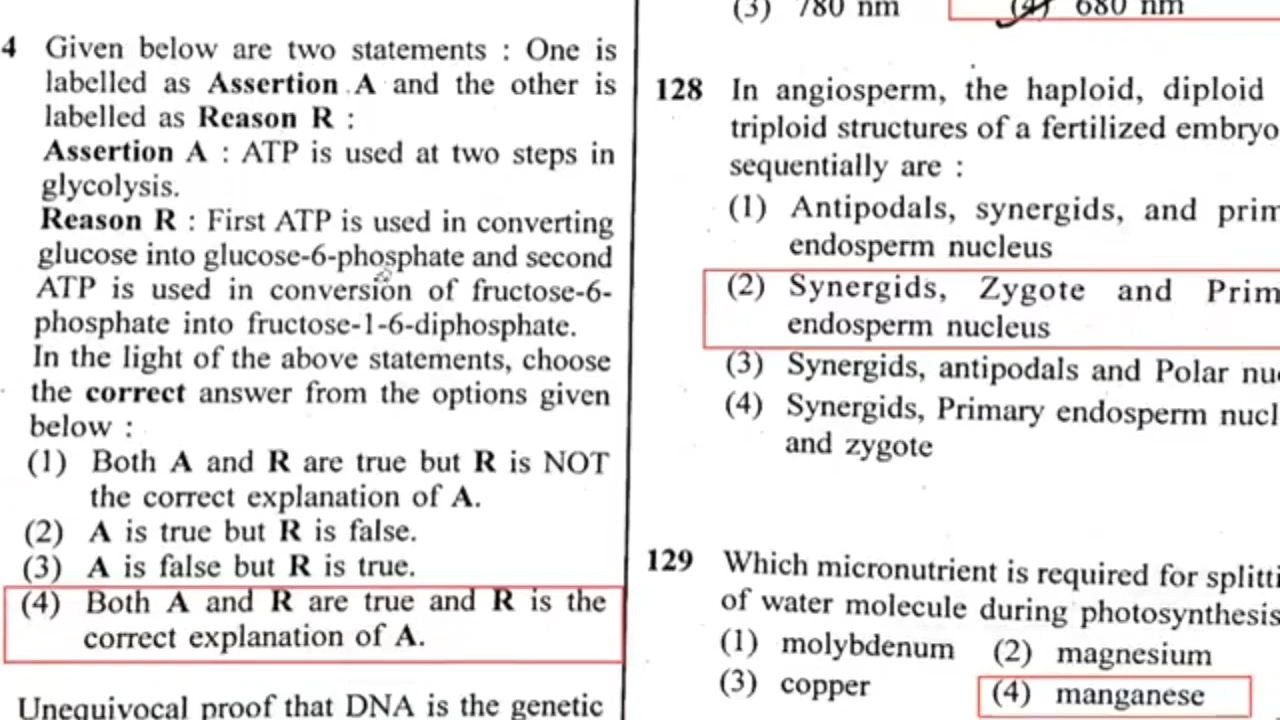 4 Given below are two statements : One is
labelled as Assertion A and the other is
labelled as Reason R :
Assertion A : ATP is used at two steps in
glycolysis.
Reason R : First ATP is used in converting
glucose into glucose-6-phosphate and second
ATP is used in conversion of fructose-6-
phosphate into fructose-1-6-diphosphate.
In the light of the above statements, choose
the correct answer from the options given
below :
(1) Both A and R are true but R is NOT
the correct explanation of A.
(2) A is true but R is false.
(3) A is false but R is true.
(4) Both A and R are true and R is the
correct explanation of A.
Unequivocal proof that DNA is the genetic
(3) 780 nm (4) 680 nm
128 In angiosperm, the haploid, diploid
triploid structures of a fertilized embryo
sequentially are :
(1) Antipodals, synergids, and prim
endosperm nucleus
(2) Synergids, Zygote and Prim
endosperm nucleus
(3) Synergids, antipodals and Polar nu
(4) Synergids, Primary endosperm nucl
and zygote
129 Which micronutrient is required for splitti
of water molecule during photosynthesis
(1) molybdenum (2) magnesium
(3) copper (4) manganese